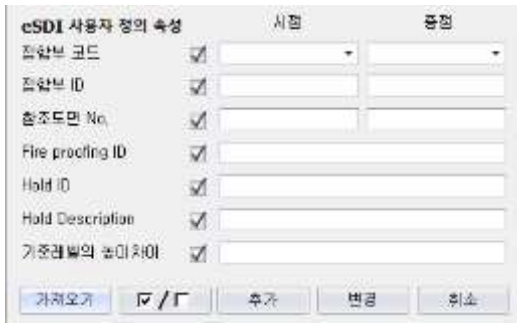 eSDI 사용자 정의 속성 시점 종점
접합부 코드
접합부 ID
참조도면 No.
Fire proofing ID
Hold ID
Hold Description
기준레벨의 높이차이
가져오기 / 추가 변경 취소